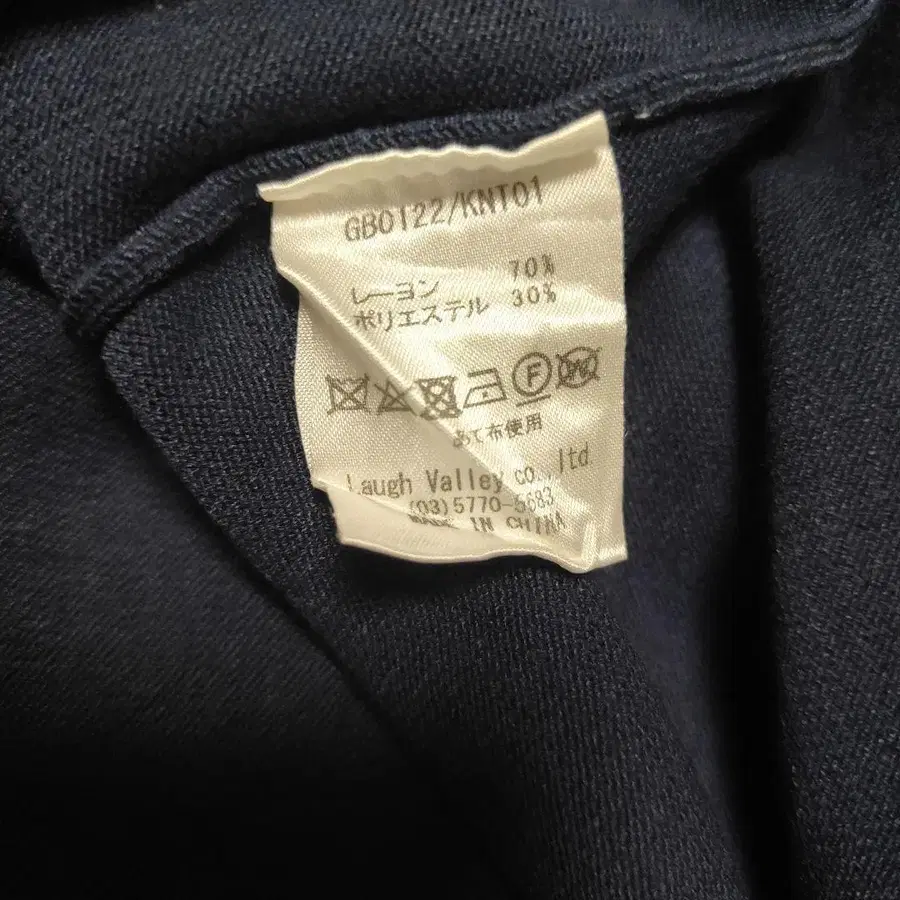 GB0122/KNT01
レーヨン 70%
ポリエステル 30%
F W
あて布使用
Laugh Valley co.,ltd.
(03)5770-5683
MADE IN CHINA